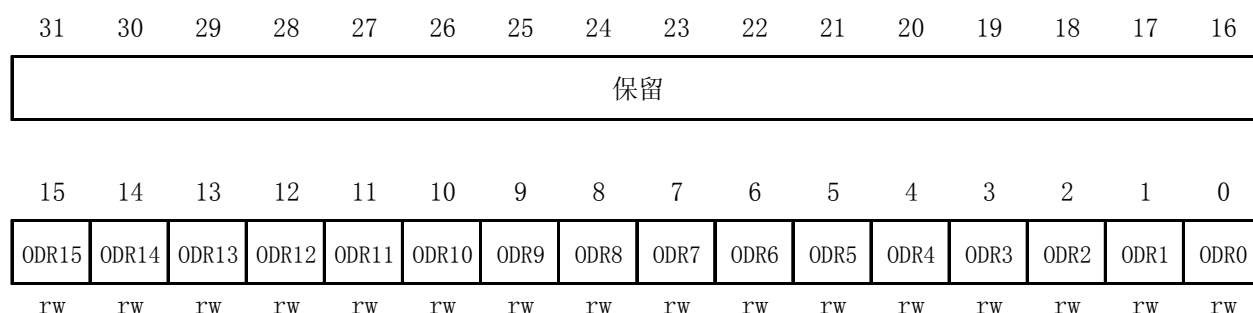 31 30 29 28 27 26 25 24 23 22 21 20 19 18 17 16
保留
15 14 13 12 11 10 9 8 7 6 5 4 3 2 1 0
ODR15 ODR14 ODR13 ODR12 ODR11 ODR10 ODR9 ODR8 ODR7 ODR6 ODR5 ODR4 ODR3 ODR2 ODR1 ODR0
rw rw rw rw rw rw rw rw rw rw rw rw rw rw rw rw